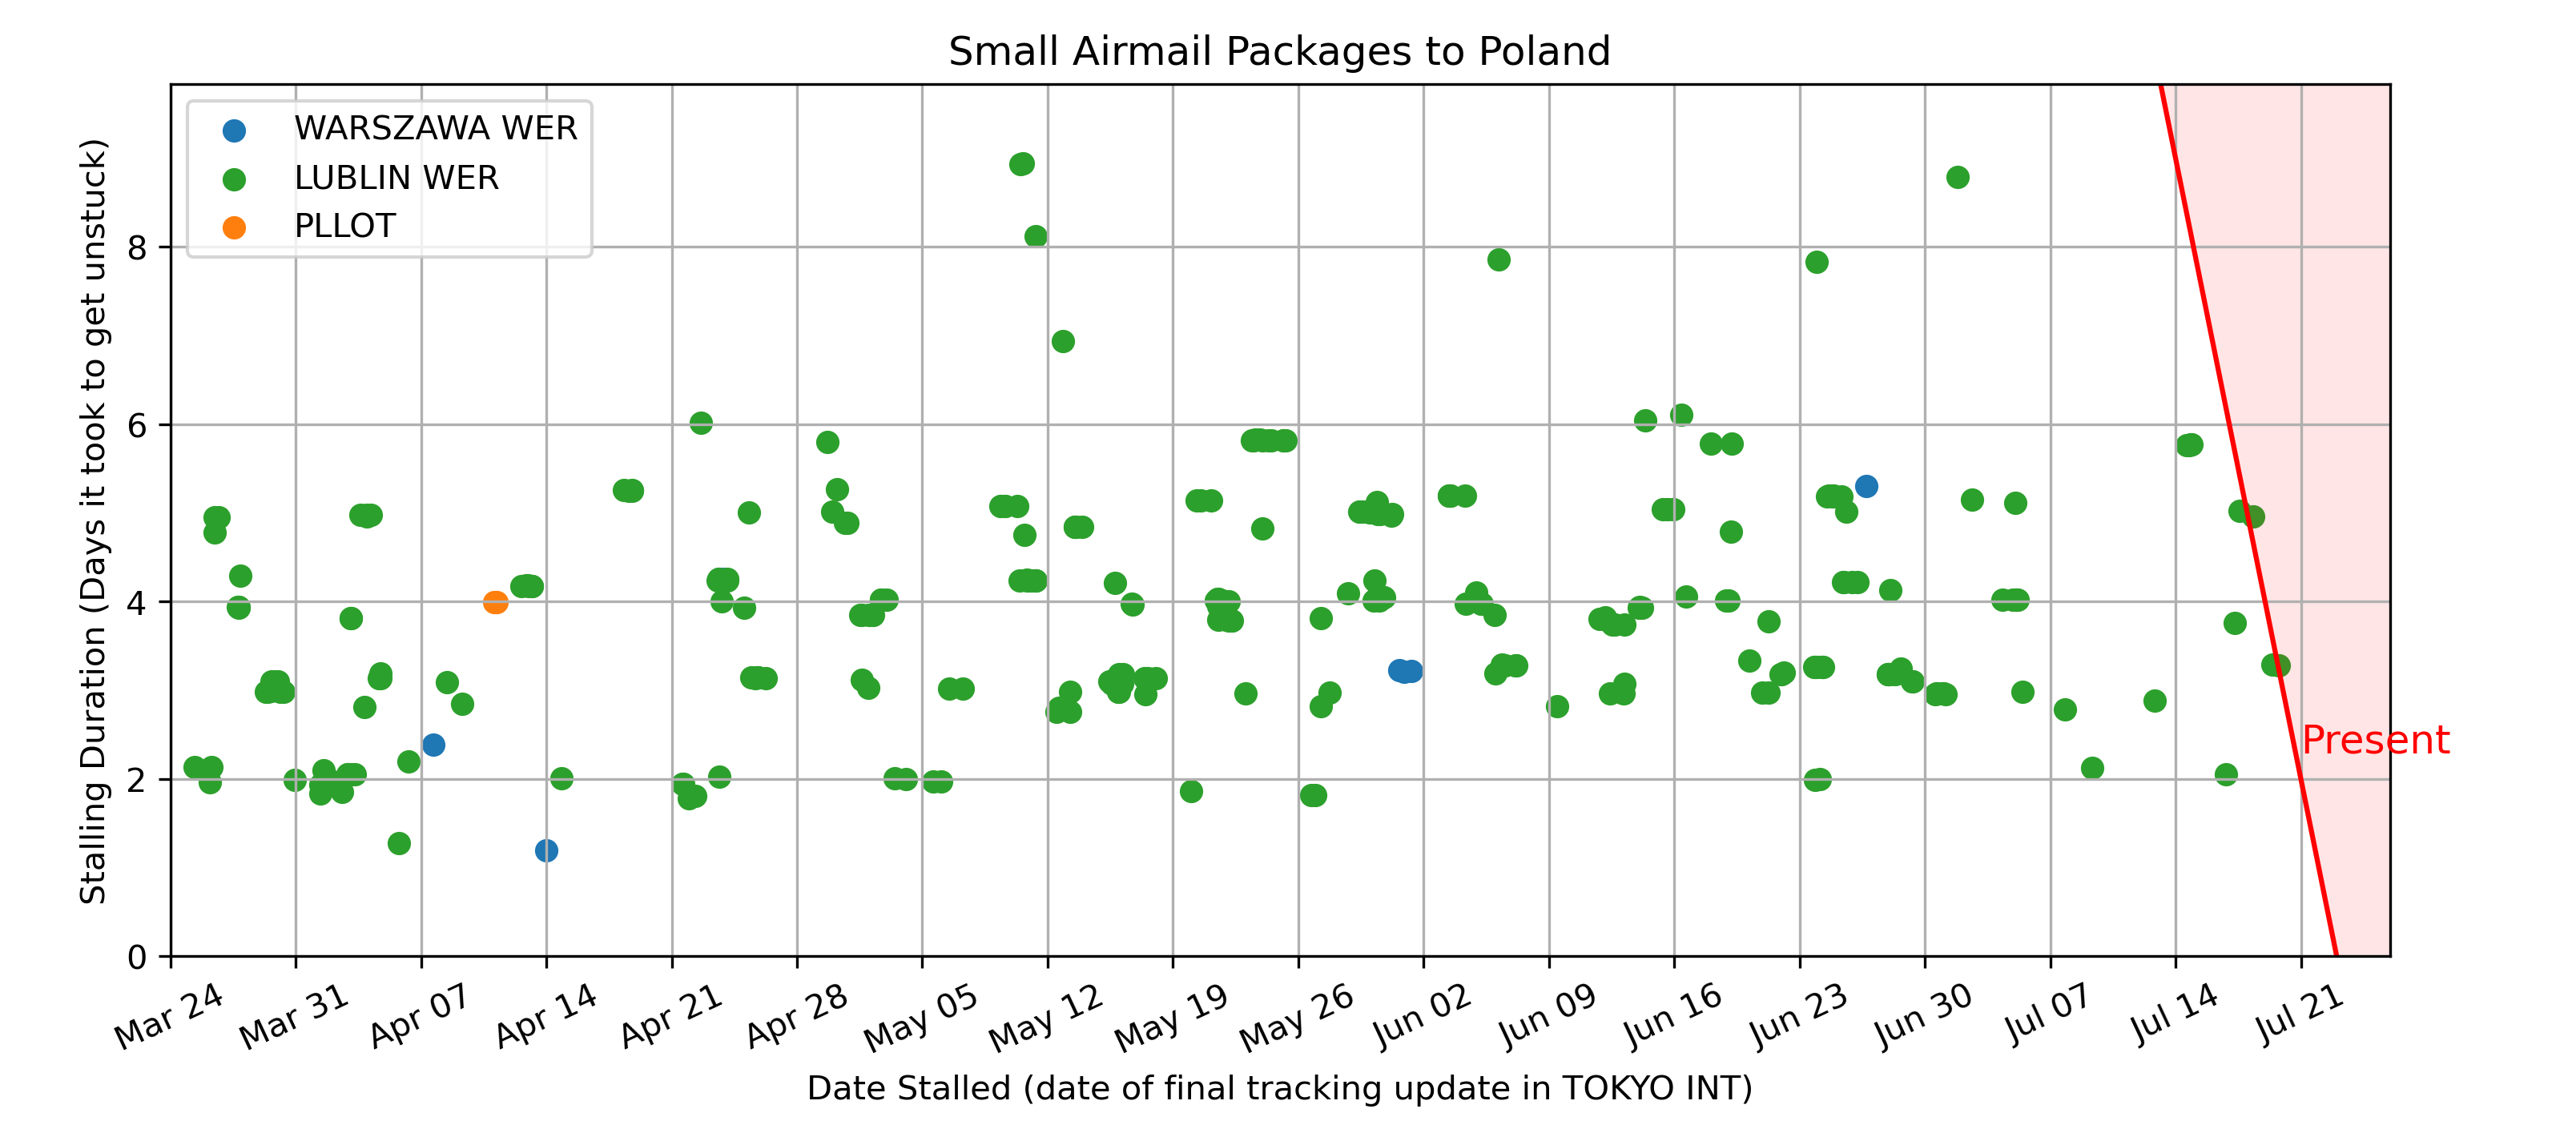 Small Airmail Packages to Poland
WARSZAWA WER
LUBLIN WER
PLLOT
Stalling Duration (Days it took to get unstuck)
8
6
4
2
0
Present
Mar 24
Mar 31
Apr 07
Apr 14
Apr 21
Apr 28
May 05
May 12
May 19
May 26
Jun 02
Jun 09
Jun 16
Jun 23
Jun 30
Jul 07
Jul 14
Jul 21
Date Stalled (date of final tracking update in TOKYO INT)